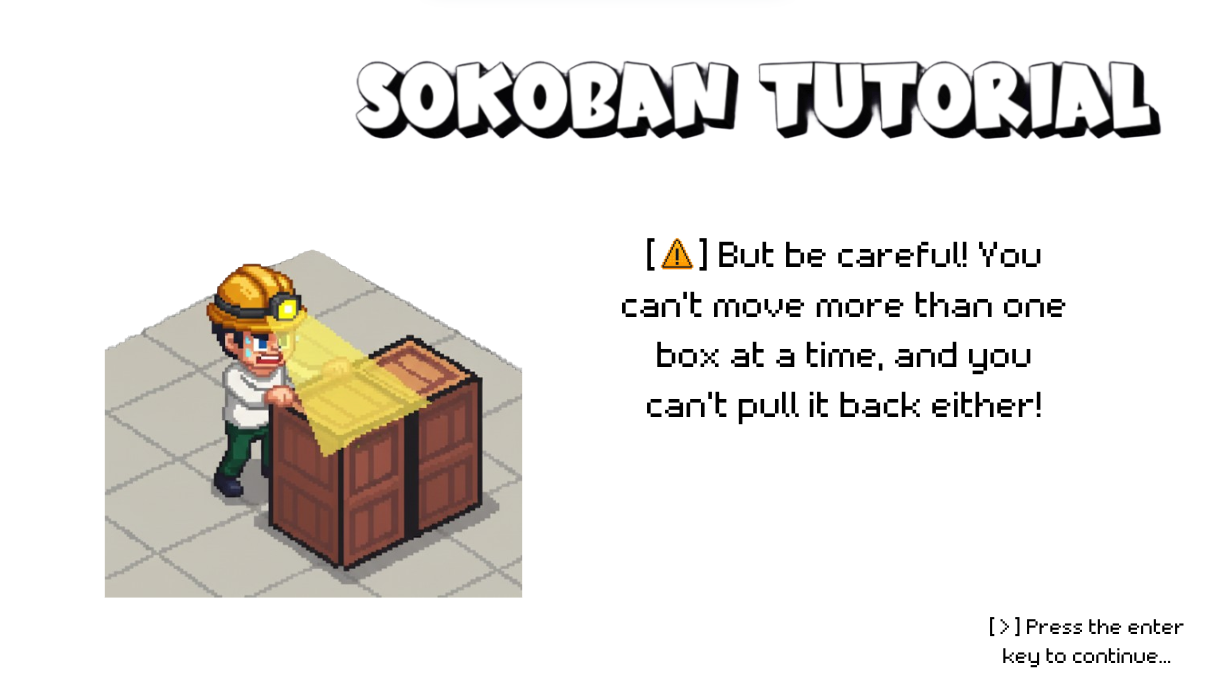 SOKOBAN TUTORIAL
[⚠] But be careful! You
can't move more than one
box at a time, and you
can't pull it back either!
[>] Press the enter
key to continue...